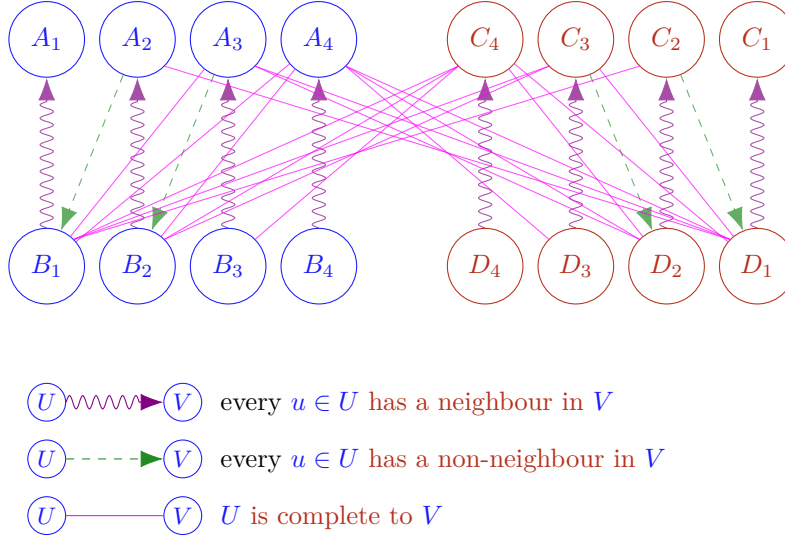 A₁ A₂ A₃ A₄ C₄ C₃ C₂ C₁
B₁ B₂ B₃ B₄ D₄ D₃ D₂ D₁
U V every u ∈ U has a neighbour in V
U V every u ∈ U has a non-neighbour in V
U V U is complete to V